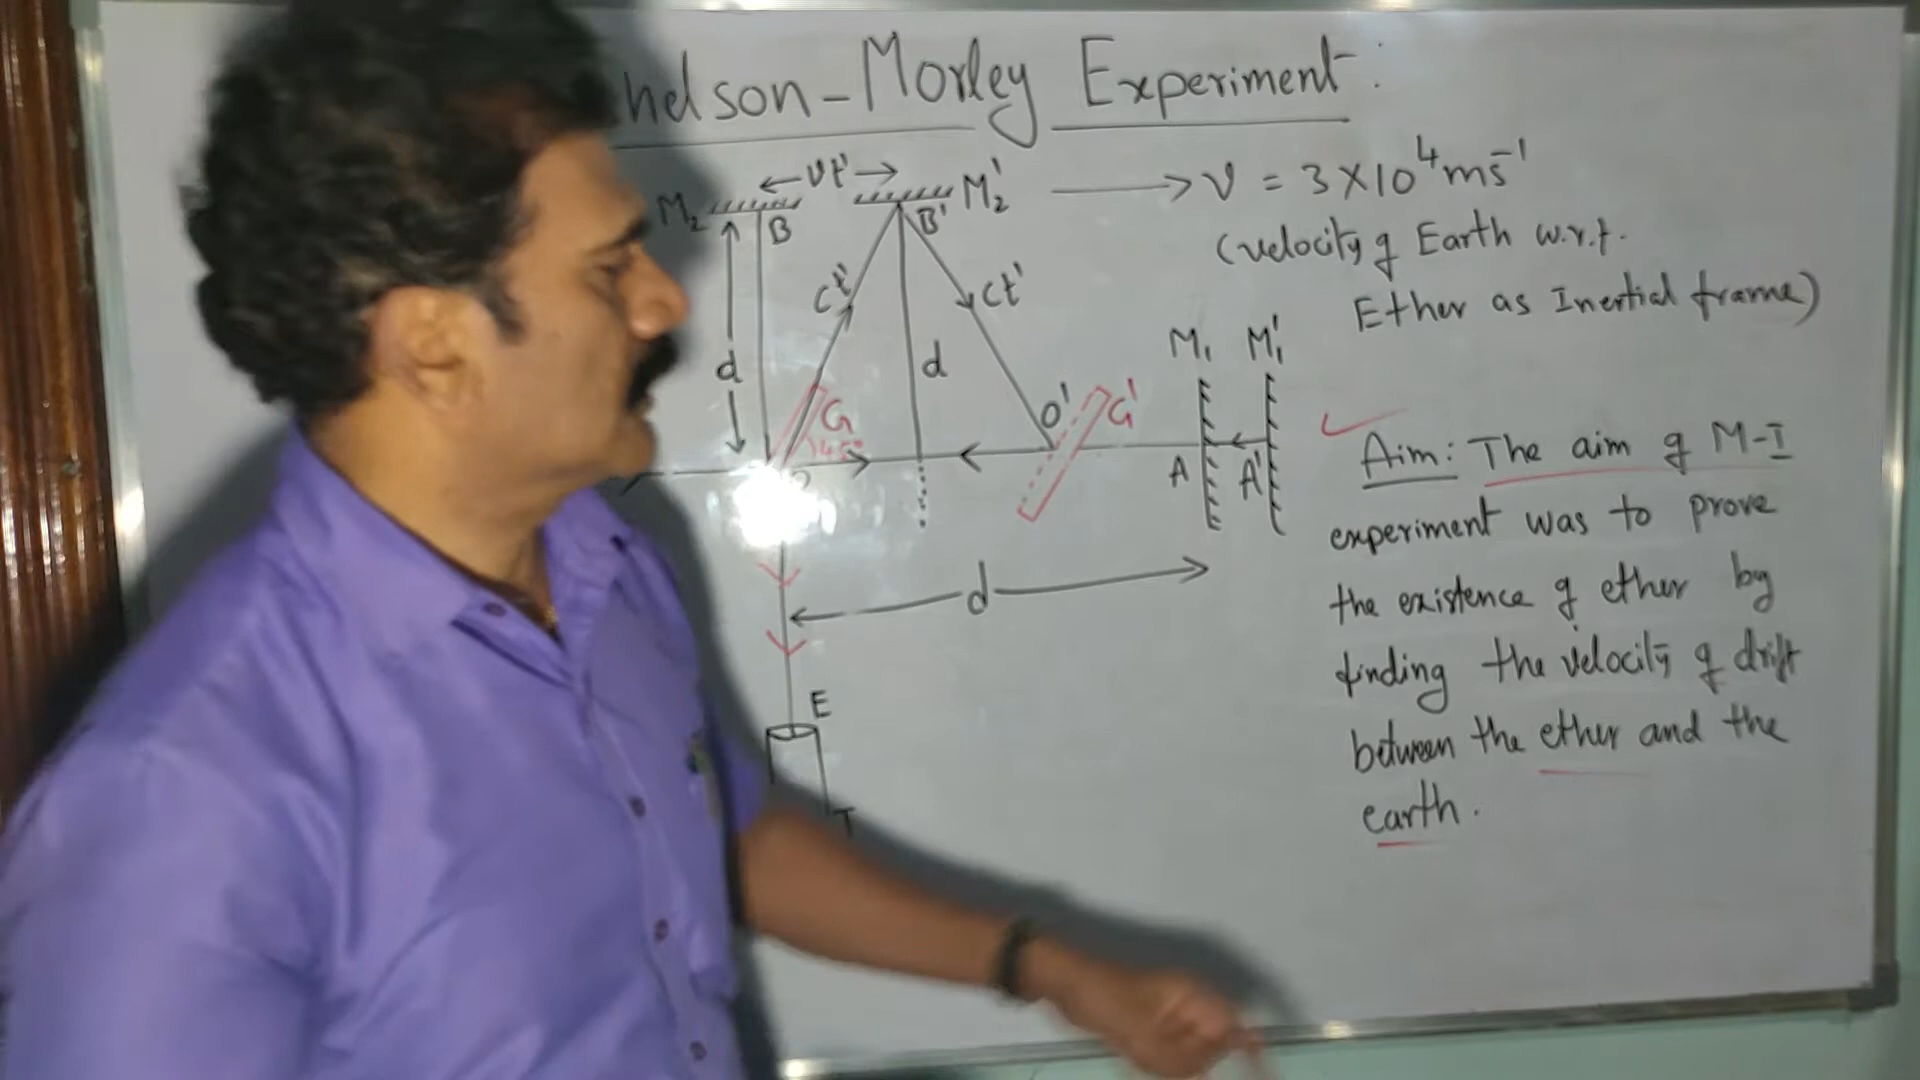 helson-Morley Experiment:
vt'
M2 B B' M2'
v = 3×10⁴ ms⁻¹
(velocity of Earth w.r.t.
Ether as Inertial frame)
ct' ct'
d d
M1 M1'
G 45° O' G'
A A'
d
E
T
Aim: The aim of M-I
experiment was to prove
the existence of ether by
finding the velocity of drift
between the ether and the
earth.